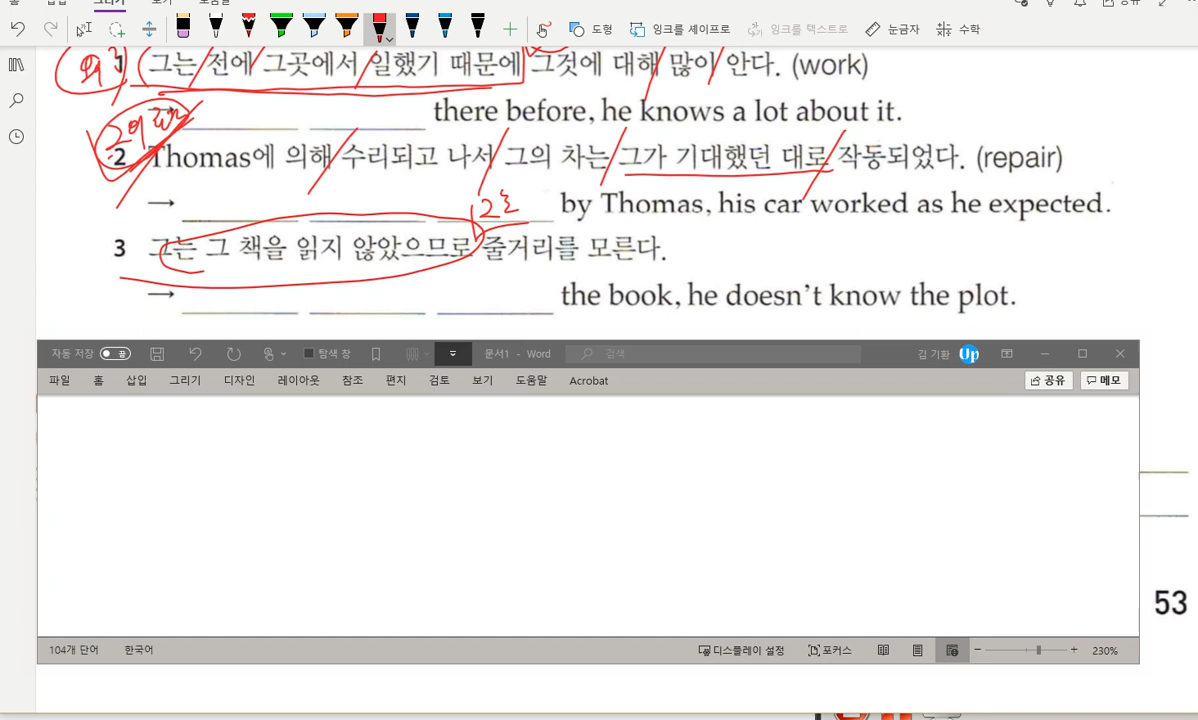 그리기
도형
잉크를 셰이프로
잉크를 텍스트로
눈금자
수학
1 그는 전에 그곳에서 일했기 때문에 그것에 대해 많이 안다. (work)
→ there before, he knows a lot about it.
2 Thomas에 의해 수리되고 나서 그의 차는 그가 기대했던 대로 작동되었다. (repair)
→ by Thomas, his car worked as he expected.
3 그는 그 책을 읽지 않았으므로 줄거리를 모른다.
→ the book, he doesn't know the plot.
자동 저장 끔 탐색 창 문서1 - Word 검색 김 기환 Up
파일 홈 삽입 그리기 디자인 레이아웃 참조 편지 검토 보기 도움말 Acrobat 공유 메모
53
104개 단어 한국어 디스플레이 설정 포커스 230%